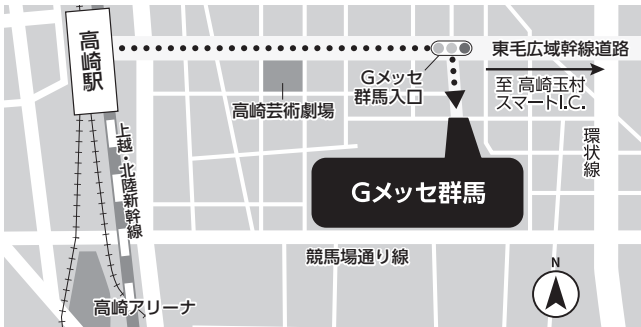 高崎駅
東毛広域幹線道路
Gメッセ
群馬入口
至 高崎玉村
スマートI.C.
高崎芸術劇場
上越・北陸新幹線
環状線
Gメッセ群馬
競馬場通り線
高崎アリーナ
N